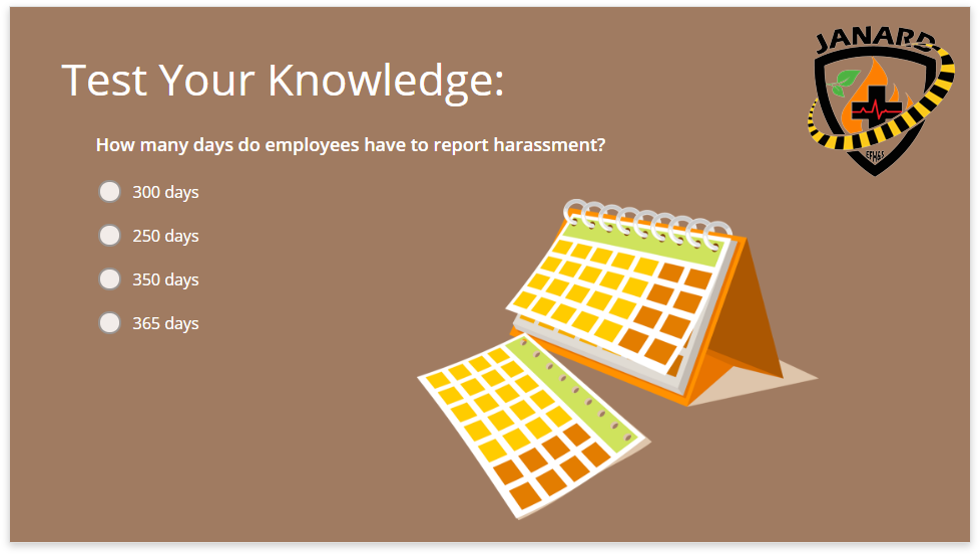 JANARD
Test Your Knowledge:
How many days do employees have to report harassment?
300 days
250 days
350 days
365 days